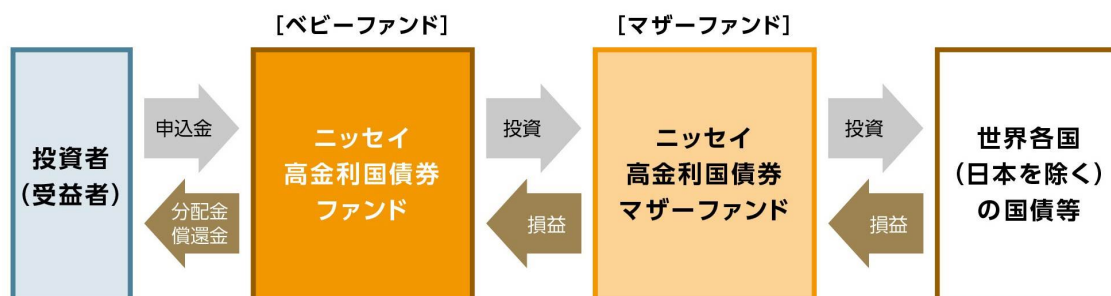 [ベビーファンド]
[マザーファンド]
投資者
(受益者)
申込金
分配金
償還金
ニッセイ
高金利国債券
ファンド
投資
損益
ニッセイ
高金利国債券
マザーファンド
投資
損益
世界各国
(日本を除く)
の国債等